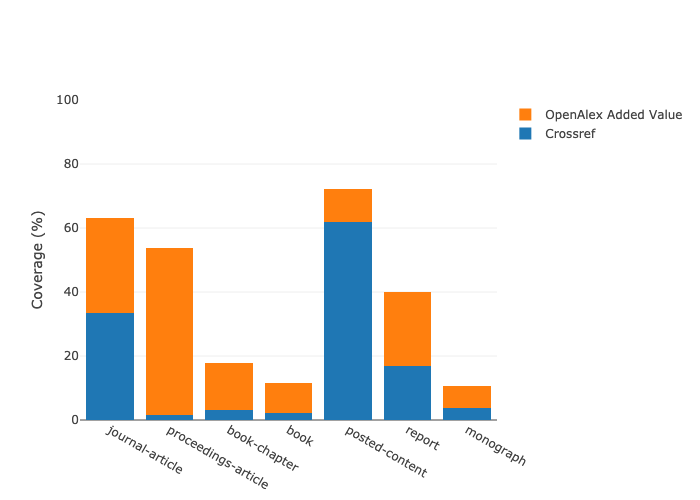 100
80
60
40
20
0
Coverage (%)
journal-article
proceedings-article
book-chapter
book
posted-content
report
monograph
OpenAlex Added Value
Crossref